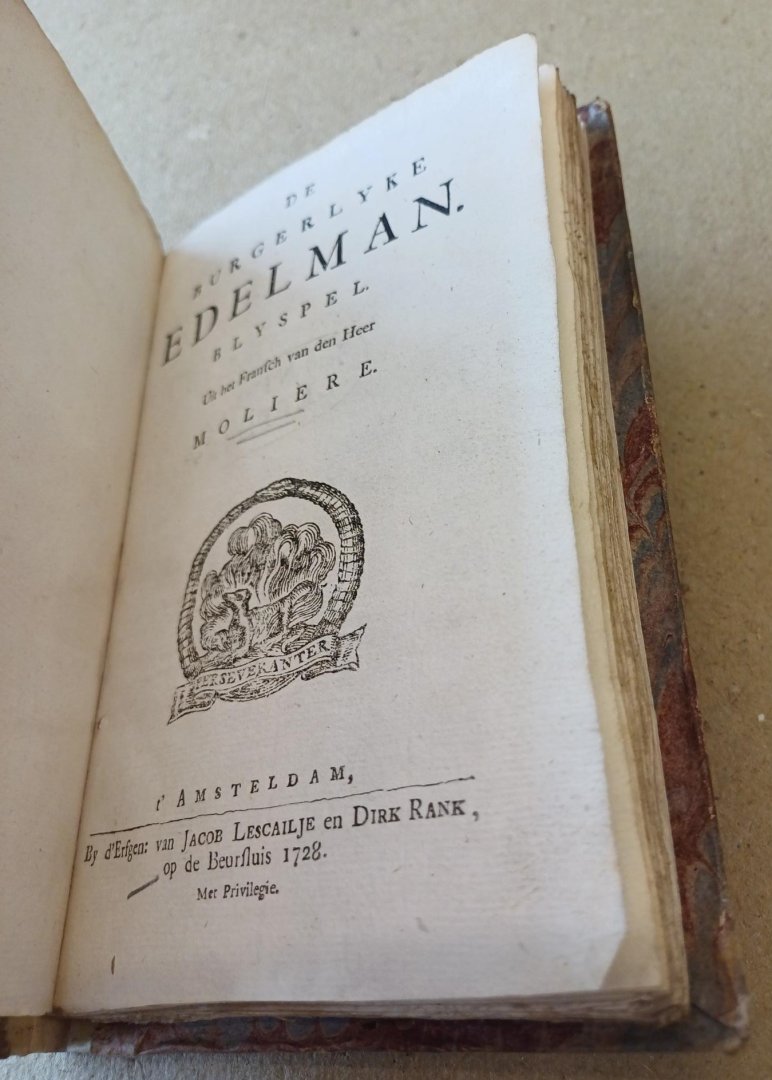 DE
BURGERLYKE
EDELMAN.
BLYSPEL.
Uit het Fransch van den Heer
MOLIERE.
PERSEVERANTER
t' AMSTELDAM,
By d'Erfgen: van JACOB LESCAILJE en DIRK RANK,
op de Beursluis 1728.
Met Privilegie.